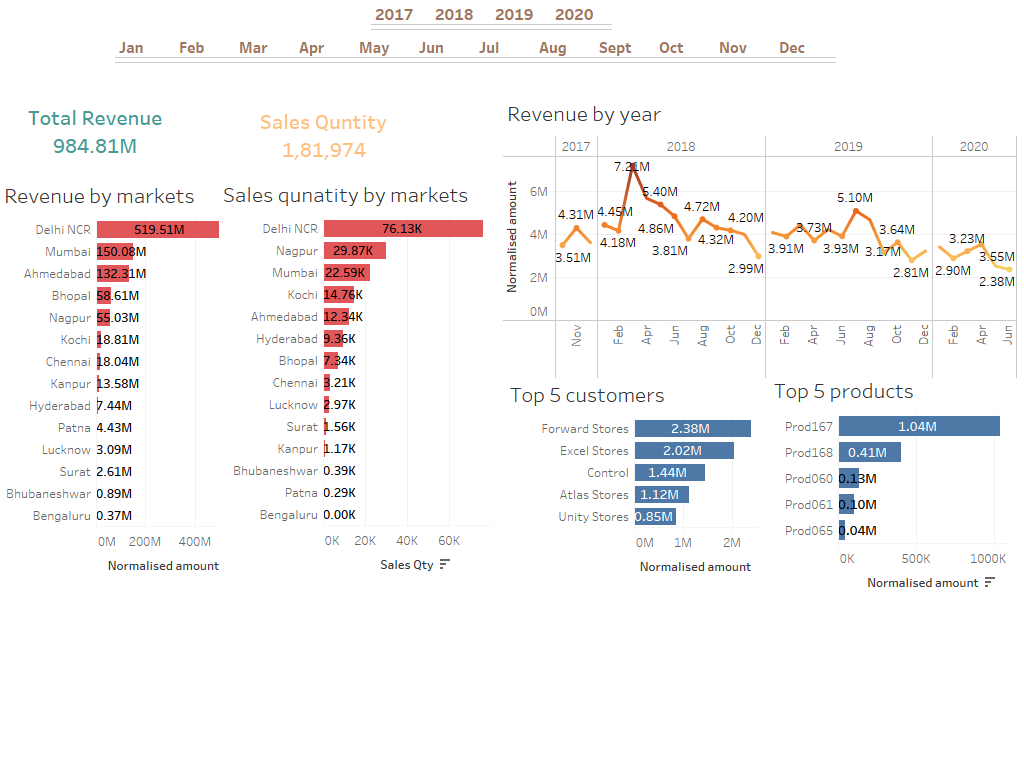 2017 2018 2019 2020
Jan Feb Mar Apr May Jun Jul Aug Sept Oct Nov Dec
Total Revenue
984.81M
Sales Quntity
1,81,974
Revenue by markets
Delhi NCR 519.51M
Mumbai 150.08M
Ahmedabad 132.31M
Bhopal 58.61M
Nagpur 55.03M
Kochi 18.81M
Chennai 18.04M
Kanpur 13.58M
Hyderabad 7.44M
Patna 4.43M
Lucknow 3.09M
Surat 2.61M
Bhubaneshwar 0.89M
Bengaluru 0.37M
0M 200M 400M
Normalised amount
Sales qunatity by markets
Delhi NCR 76.13K
Nagpur 29.87K
Mumbai 22.59K
Kochi 14.76K
Ahmedabad 12.34K
Hyderabad 9.36K
Bhopal 7.34K
Chennai 3.21K
Lucknow 2.97K
Surat 1.56K
Kanpur 1.17K
Bhubaneshwar 0.39K
Patna 0.29K
Bengaluru 0.00K
0K 20K 40K 60K
Sales Qty
Revenue by year
2017 2018 2019 2020
Normalised amount
6M
4M
2M
0M
4.31M
3.51M
4.45M
4.18M
7.21M
5.40M
4.86M
3.81M
4.72M
4.32M
4.20M
2.99M
3.91M
3.73M
3.93M
5.10M
3.17M
3.64M
2.81M
2.90M
3.23M
3.55M
2.38M
Nov Feb Apr Jun Aug Oct Dec Feb Apr Jun Aug Oct Dec Feb Apr Jun
Top 5 customers
Forward Stores 2.38M
Excel Stores 2.02M
Control 1.44M
Atlas Stores 1.12M
Unity Stores 0.85M
0M 1M 2M
Normalised amount
Top 5 products
Prod167 1.04M
Prod168 0.41M
Prod060 0.13M
Prod061 0.10M
Prod065 0.04M
0K 500K 1000K
Normalised amount